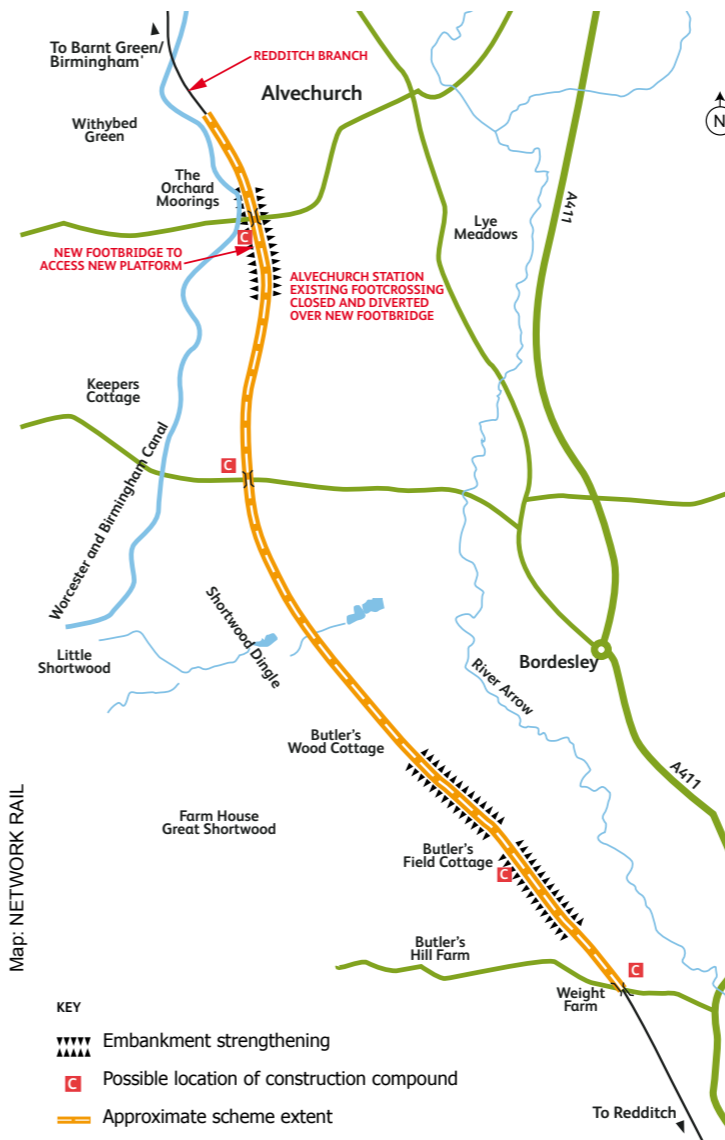 To Barnt Green/
Birmingham
REDDITCH BRANCH
Alvechurch
N
Withybed
Green
The
Orchard
Moorings
A411
Lye
Meadows
C
NEW FOOTBRIDGE TO
ACCESS NEW PLATFORM
ALVECHURCH STATION
EXISTING FOOTCROSSING
CLOSED AND DIVERTED
OVER NEW FOOTBRIDGE
Keepers
Cottage
Worcester and Birmingham Canal
C
Shortwood Dingle
Little
Shortwood
Bordesley
River Arrow
Butler's
Wood Cottage
A411
Farm House
Great Shortwood
Butler's
Field Cottage
C
Butler's
Hill Farm
C
Weight
Farm
Map: NETWORK RAIL
KEY
Embankment strengthening
C Possible location of construction compound
Approximate scheme extent
To Redditch